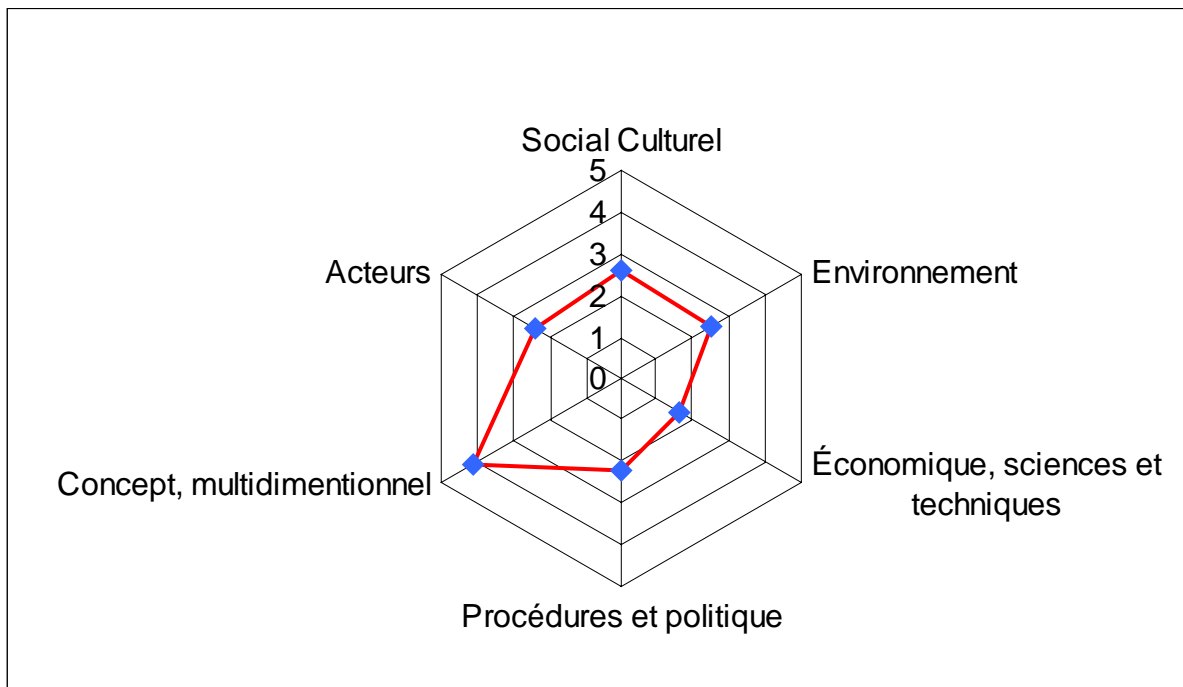 Social Culturel
5
4
3
2
1
0
Acteurs
Environnement
Concept, multidimentionnel
Économique, sciences et
techniques
Procédures et politique